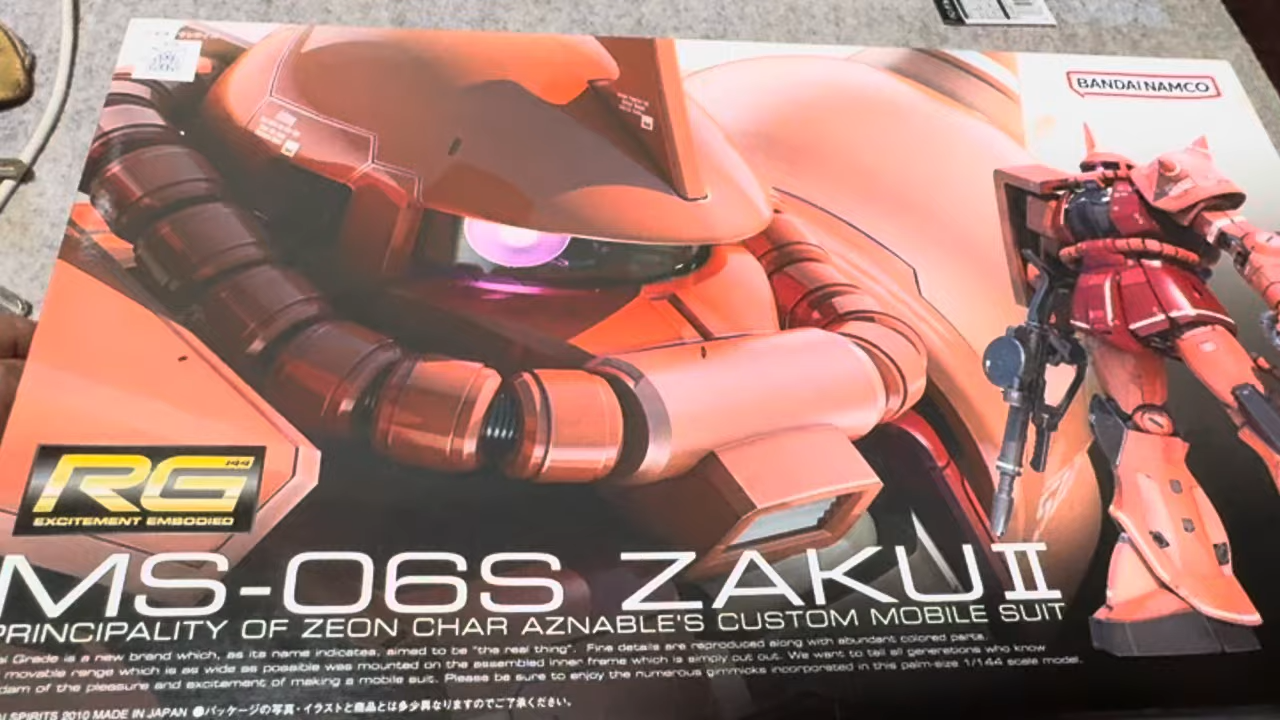 BANDAI NAMCO
RG
1/144
EXCITEMENT EMBODIED
MS-06S ZAKUⅡ
PRINCIPALITY OF ZEON CHAR AZNABLE'S CUSTOM MOBILE SUIT
Grade is a new brand which, as its name indicates, aimed to be "the real thing". Fine details are reproduced along with abundant colored parts.
movable range which is as wide as possible was mounted on the assembled inner frame which is simply cut out. We want to tell all generations who know
of the pleasure and excitement of making a mobile suit. Please be sure to enjoy the numerous gimmicks incorporated in this palm-size 1/144 scale model.
SPIRITS 2010 MADE IN JAPAN ●パッケージの写真・イラストと商品とは多少異なりますのでご了承ください。